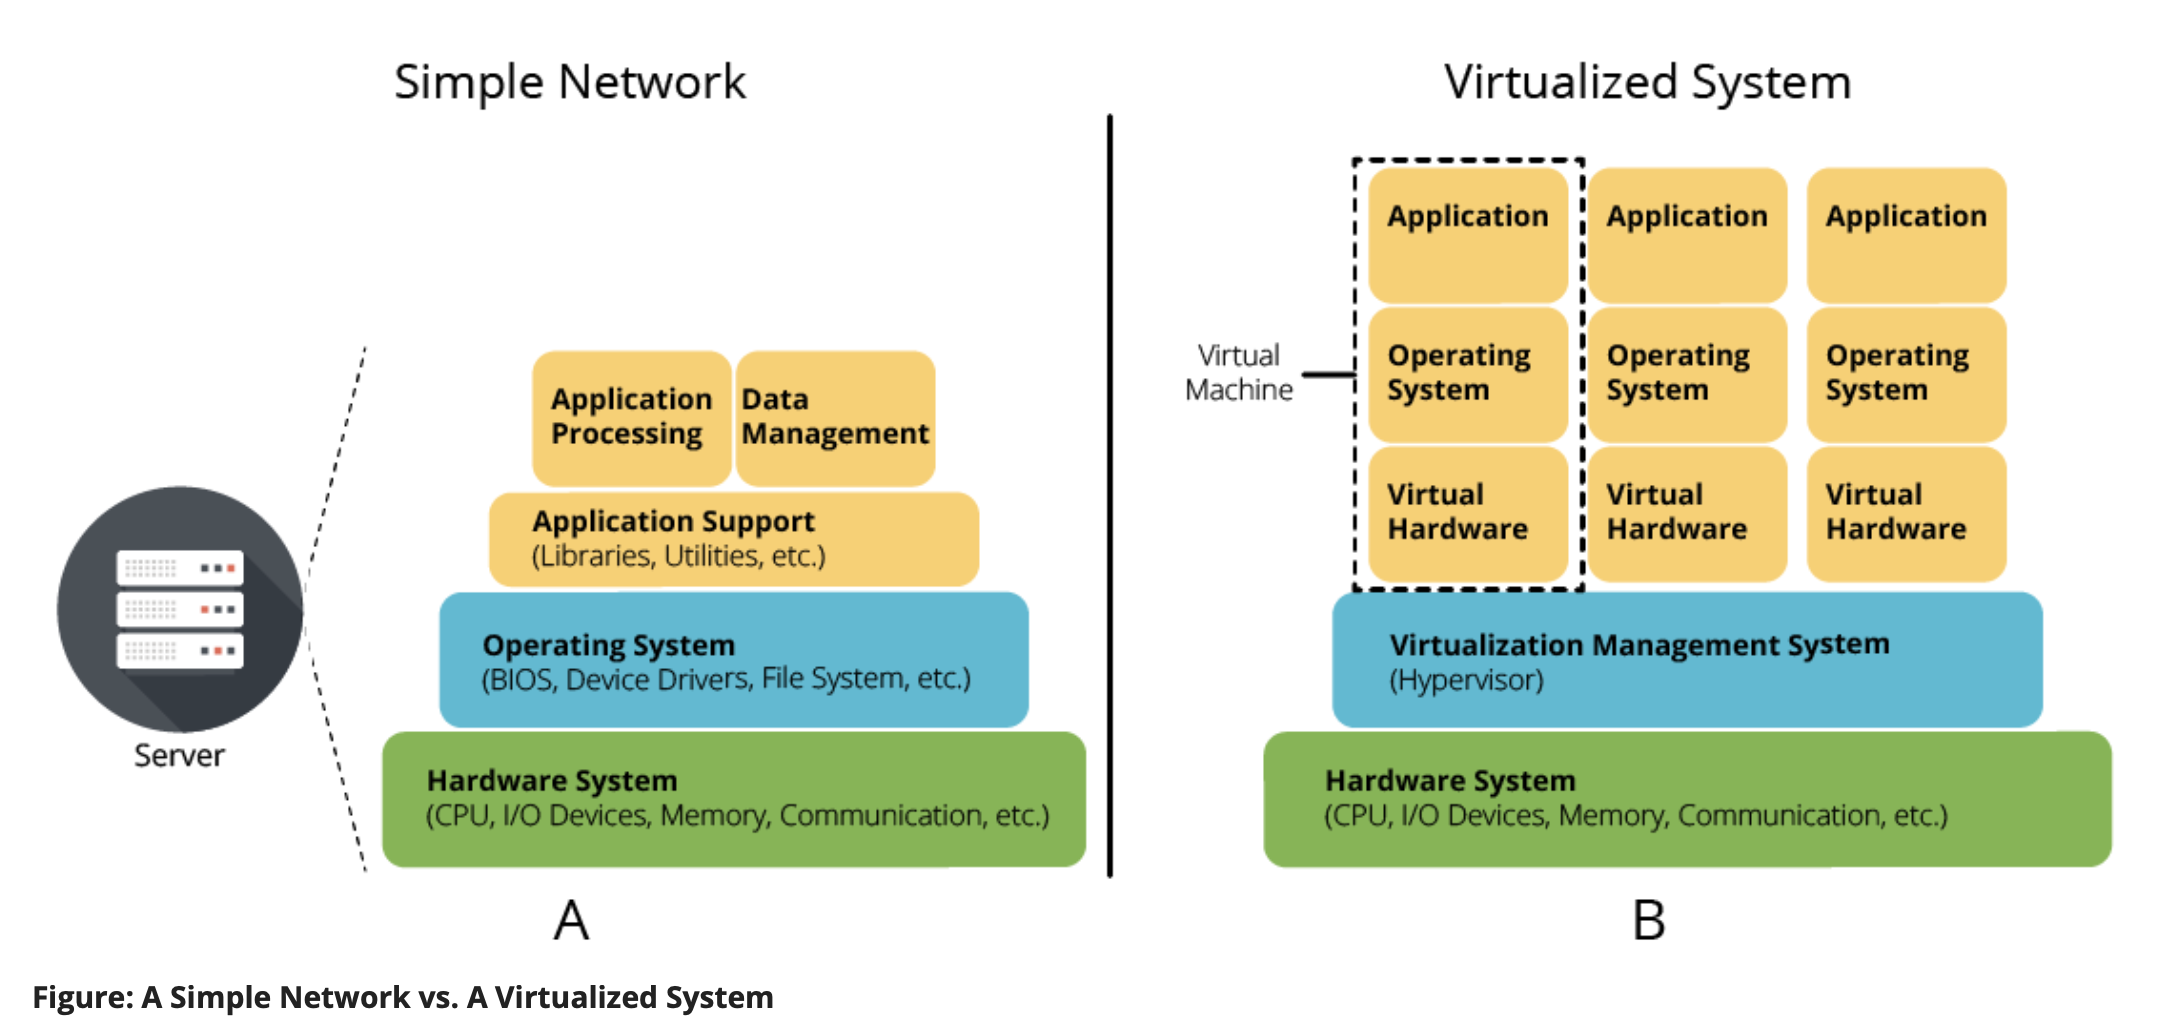 Simple Network
Application
Processing
Data
Management
Application Support
(Libraries, Utilities, etc.)
Operating System
(BIOS, Device Drivers, File System, etc.)
Hardware System
(CPU, I/O Devices, Memory, Communication, etc.)
Server
A
Virtualized System
Virtual
Machine
Application
Application
Application
Operating
System
Operating
System
Operating
System
Virtual
Hardware
Virtual
Hardware
Virtual
Hardware
Virtualization Management System
(Hypervisor)
Hardware System
(CPU, I/O Devices, Memory, Communication, etc.)
B
Figure: A Simple Network vs. A Virtualized System